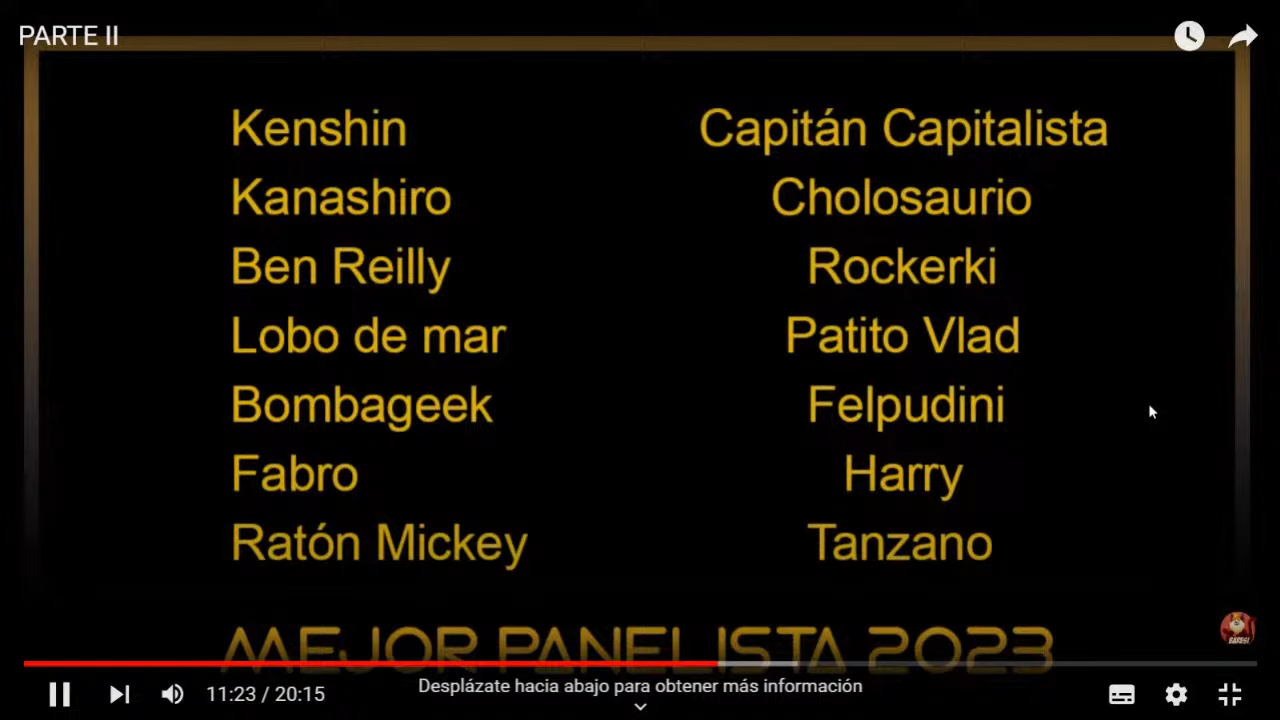 PARTE II
Kenshin
Capitán Capitalista
Kanashiro
Cholosaurio
Ben Reilly
Rockerki
Lobo de mar
Patito Vlad
Bombageek
Felpudini
Fabro
Harry
Ratón Mickey
Tanzano
MEJOR PANELISTA 2023
BARESI
11:23 / 20:15
Desplázate hacia abajo para obtener más información